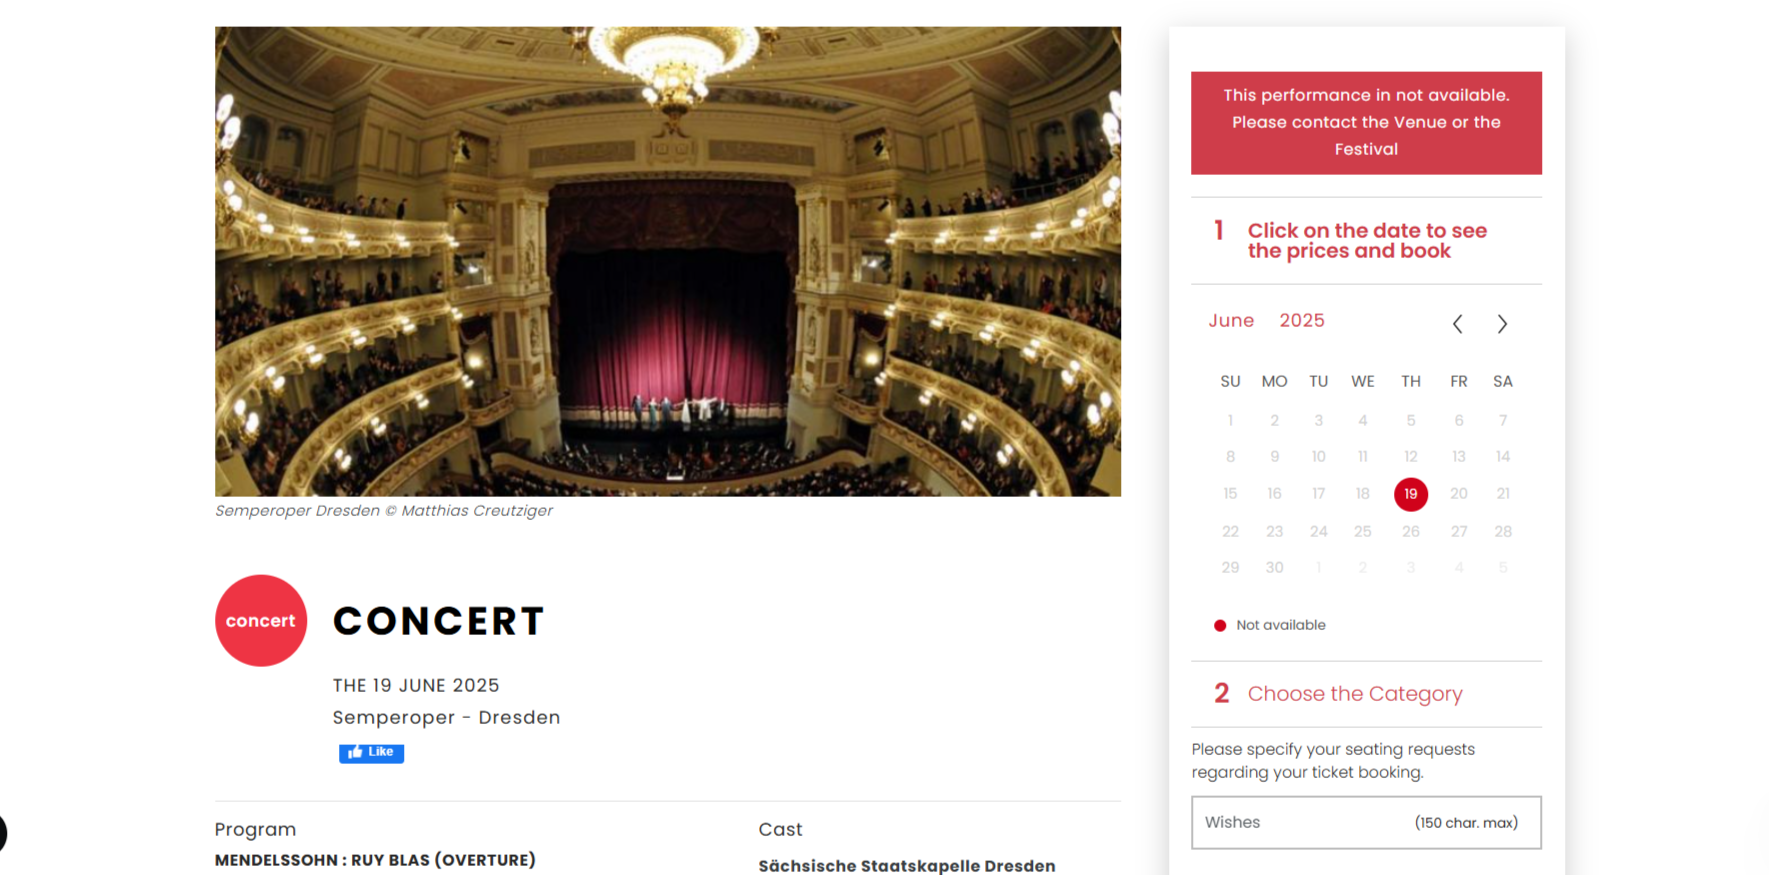 Semperoper Dresden © Matthias Creutziger
concert
CONCERT
THE 19 JUNE 2025
Semperoper - Dresden
Like
Program
MENDELSSOHN : RUY BLAS (OVERTURE)
Cast
Sächsische Staatskapelle Dresden
This performance in not available.
Please contact the Venue or the
Festival
1 Click on the date to see
the prices and book
June 2025
SU MO TU WE TH FR SA
1 2 3 4 5 6 7
8 9 10 11 12 13 14
15 16 17 18 19 20 21
22 23 24 25 26 27 28
29 30 1 2 3 4 5
Not available
2 Choose the Category
Please specify your seating requests
regarding your ticket booking.
Wishes (150 char. max)